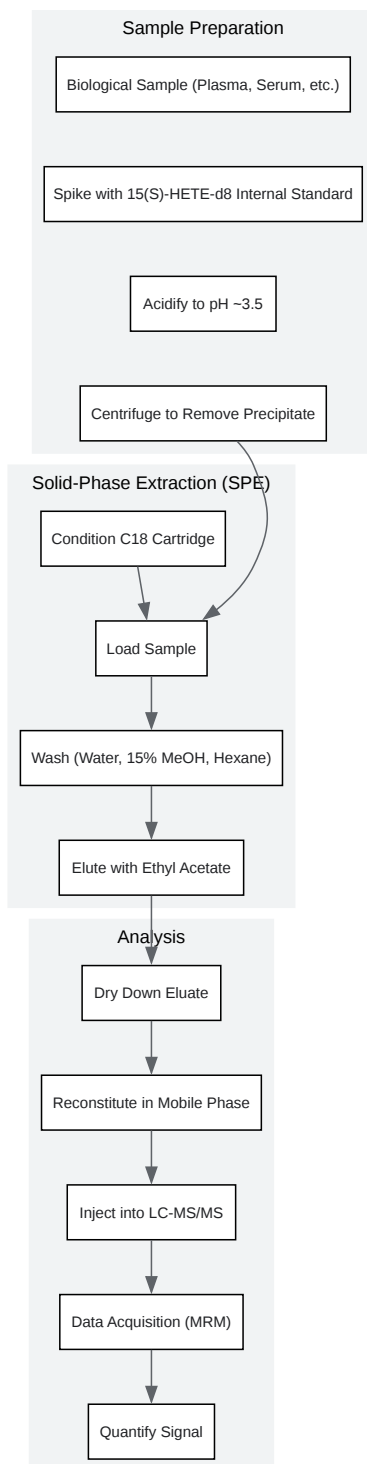 Sample Preparation
Biological Sample (Plasma, Serum, etc.)
Spike with 15(S)-HETE-d8 Internal Standard
Acidify to pH ~3.5
Centrifuge to Remove Precipitate
Solid-Phase Extraction (SPE)
Condition C18 Cartridge
Load Sample
Wash (Water, 15% MeOH, Hexane)
Elute with Ethyl Acetate
Analysis
Dry Down Eluate
Reconstitute in Mobile Phase
Inject into LC-MS/MS
Data Acquisition (MRM)
Quantify Signal